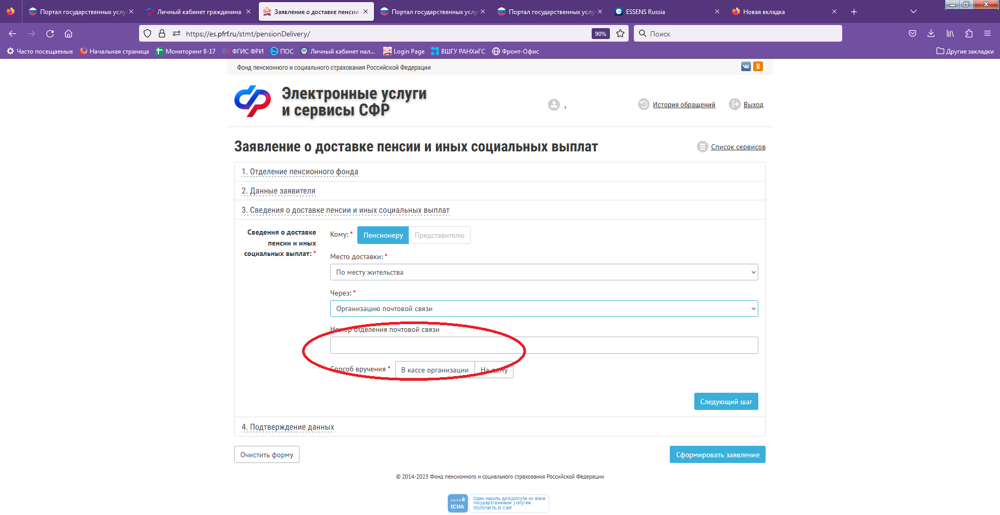 Портал государственных услу
Личный кабинет гражданина
Заявление о доставке пенсии
Портал государственных услу
Портал государственных услу
ESSENS Russia
Новая вкладка
https://es.pfrf.ru/stmt/pensionDelivery/
90%
Поиск
Часто посещаемые
Начальная страница
Мониторинг 8-17
ФГИС ФРИ
ПОС
Личный кабинет нал...
Login Page
ВШГУ РАНХиГС
Фронт-Офис
Другие закладки
Фонд пенсионного и социального страхования Российской Федерации
Электронные услуги
и сервисы СФР
История обращений
Выход
Заявление о доставке пенсии и иных социальных выплат
Список сервисов
1. Отделение пенсионного фонда
2. Данные заявителя
3. Сведения о доставке пенсии и иных социальных выплат
Сведения о доставке
пенсии и иных
социальных выплат: *
Кому: *
Пенсионеру
Представителю
Место доставки: *
По месту жительства
Через: *
Организацию почтовой связи
Номер отделения почтовой связи
Способ вручения *
В кассе организации
На дому
Следующий шаг
4. Подтверждение данных
Очистить форму
Сформировать заявление
© 2014-2023 Фонд пенсионного и социального страхования Российской Федерации
ЕСИА
Один пароль для доступа ко всем
государственным услугам
ПОЛУЧИТЬ В СФР